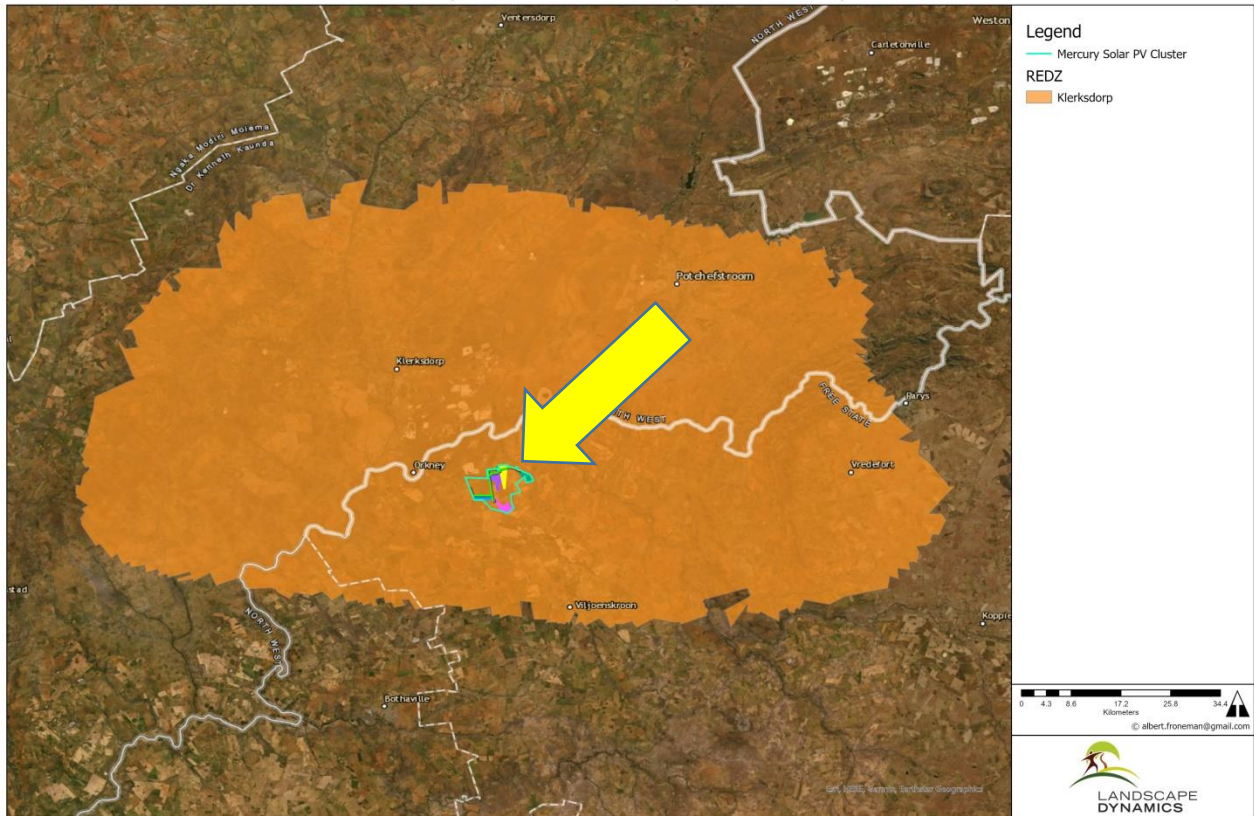 Ventersdorp
Weston
NORTH WEST
Carletonville
Ngaka Modiri Molema
Dr Kenneth Kaunda
Potchefstroom
Klerksdorp
WEST
FREE STATE
Parys
Orkney
Vredefort
Viljoenskroon
stad
NORTH WEST
Koppie
Bothaville
Legend
Mercury Solar PV Cluster
REDZ
Klerksdorp
0 4.3 8.6 17.2 25.8 34.4
Kilometers
© albert.froneman@gmail.com
LANDSCAPE
DYNAMICS